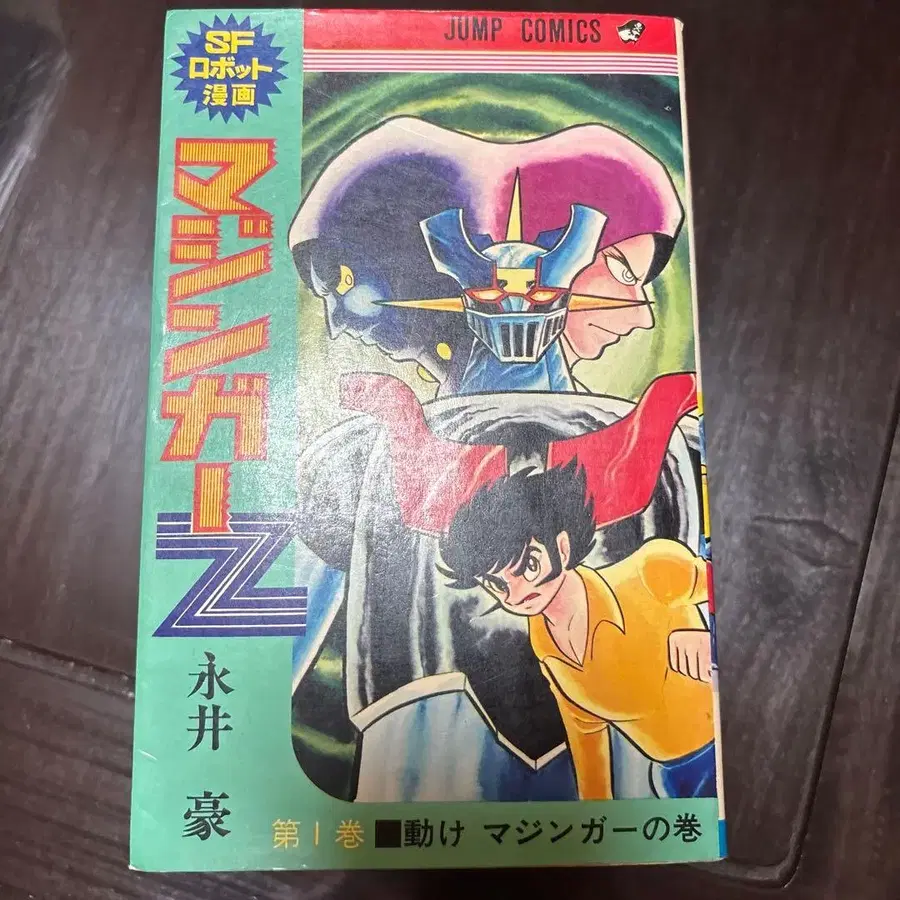 JUMP COMICS
SF
ロボット
漫画
マジンガーZ
永井 豪
第1巻 ■動け マジンガーの巻